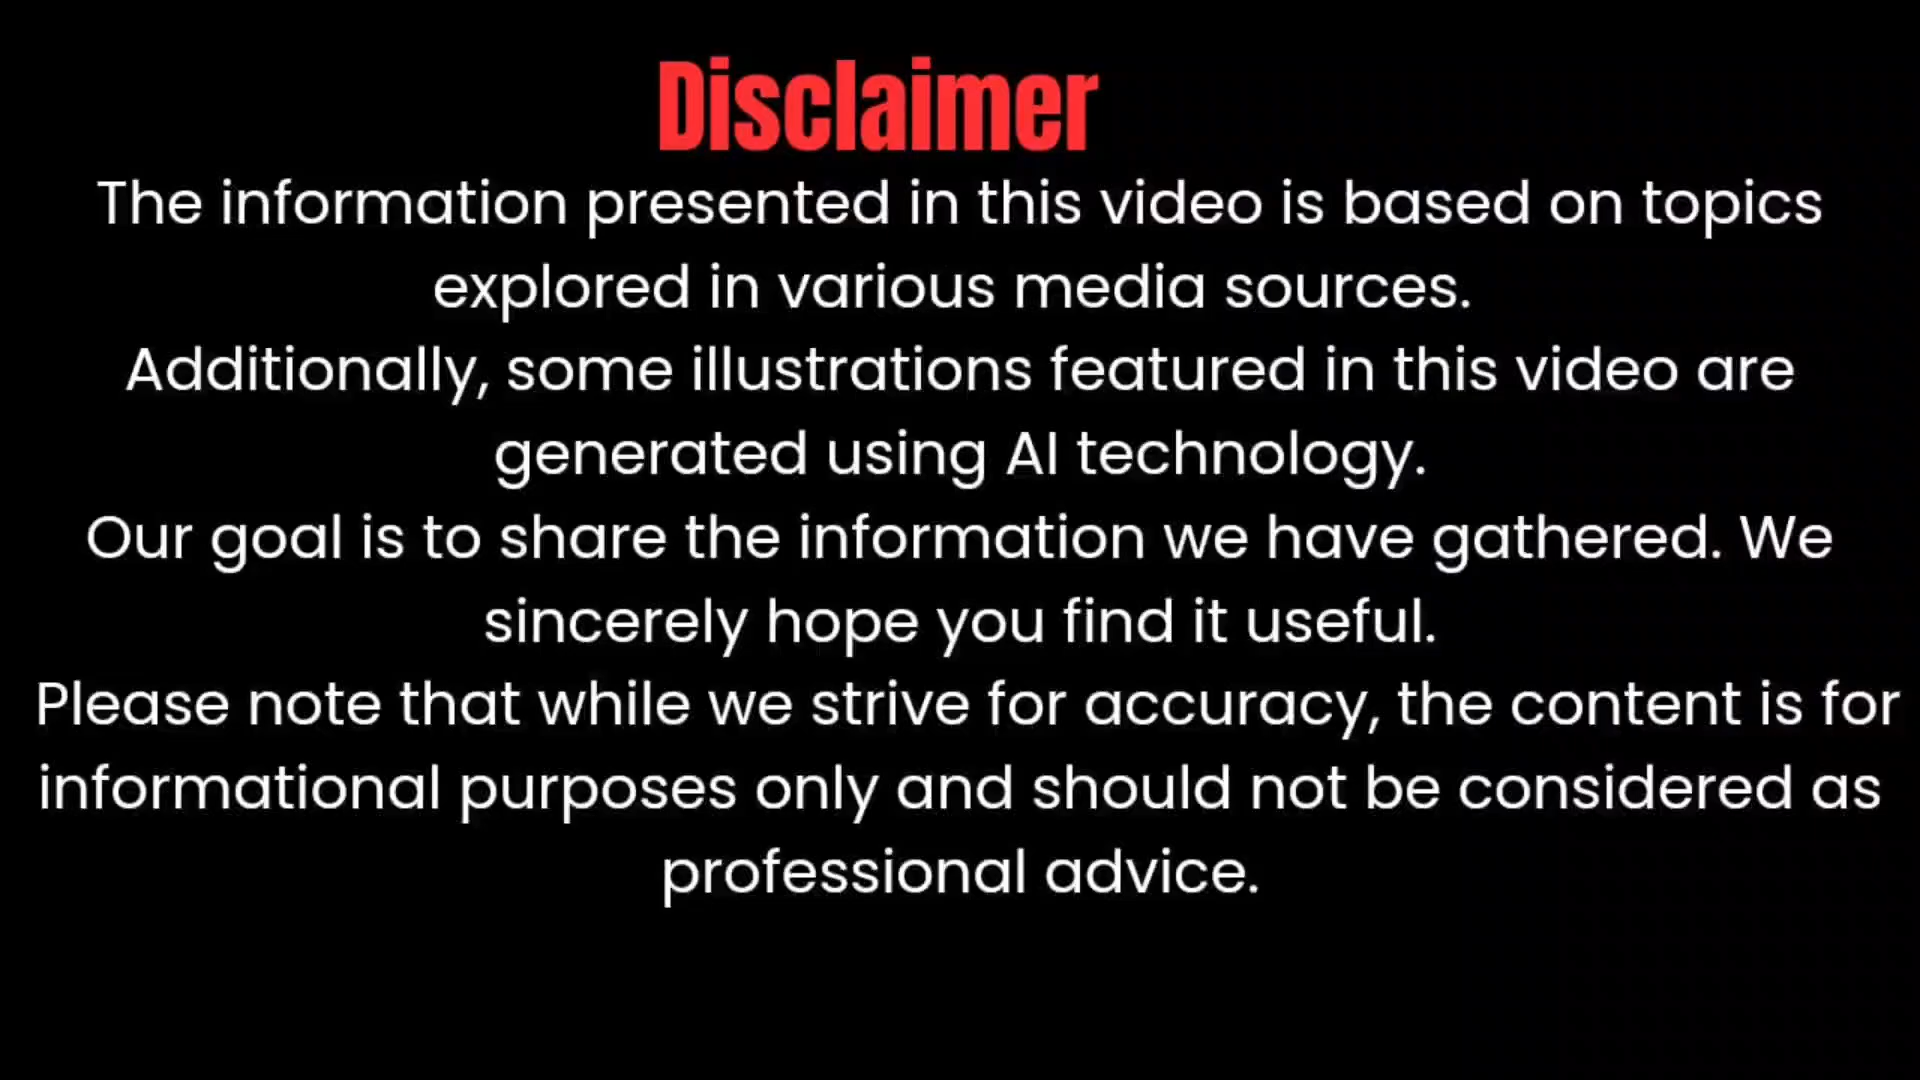 Disclaimer
The information presented in this video is based on topics
explored in various media sources.
Additionally, some illustrations featured in this video are
generated using AI technology.
Our goal is to share the information we have gathered. We
sincerely hope you find it useful.
Please note that while we strive for accuracy, the content is for
informational purposes only and should not be considered as
professional advice.